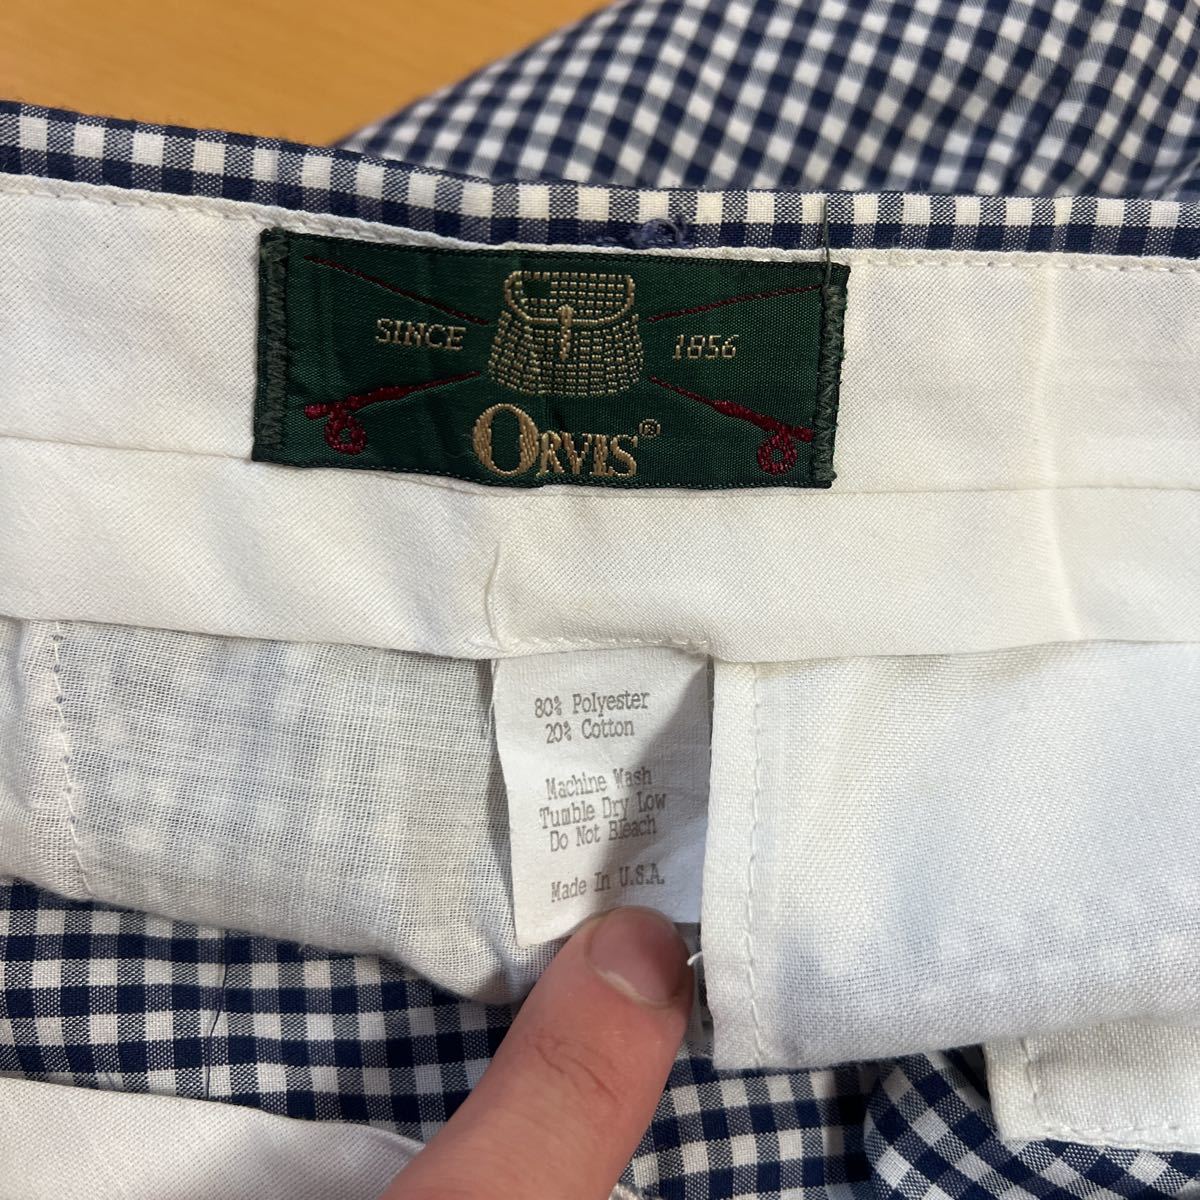 SINCE 1856
ORVIS®
80% Polyester
20% Cotton
Machine Wash
Tumble Dry Low
Do Not Bleach
Made In U.S.A.